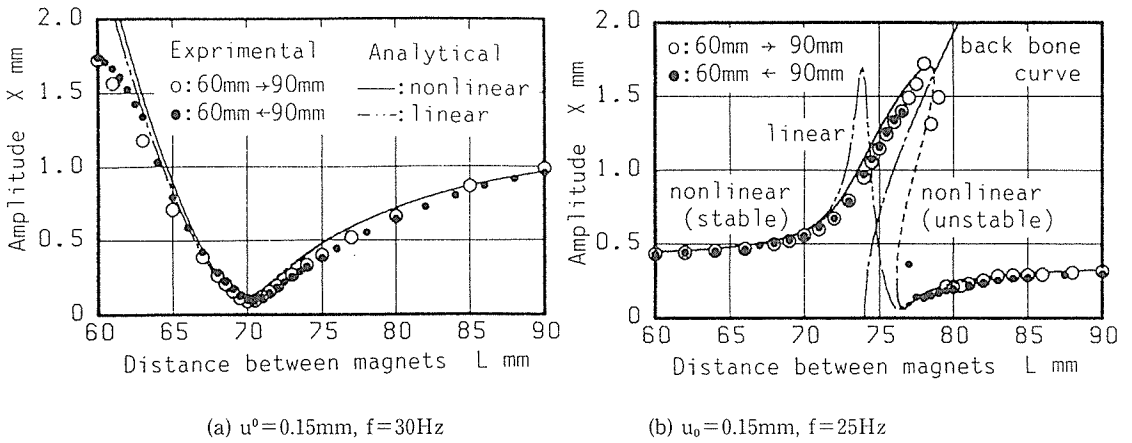 2.0
1.5
1.0
0.5
0
Amplitude X mm
Exprimental
○:60mm→90mm
●:60mm←90mm
Analytical
——:nonlinear
—--—:linear
60 65 70 75 80 85 90
Distance between magnets L mm
(a) u⁰=0.15mm, f=30Hz
2.0
1.5
1.0
0.5
0
Amplitude X mm
○:60mm → 90mm
●:60mm ← 90mm
back bone
curve
linear
nonlinear
(stable)
nonlinear
(unstable)
60 65 70 75 80 85 90
Distance between magnets L mm
(b) u₀=0.15mm, f=25Hz